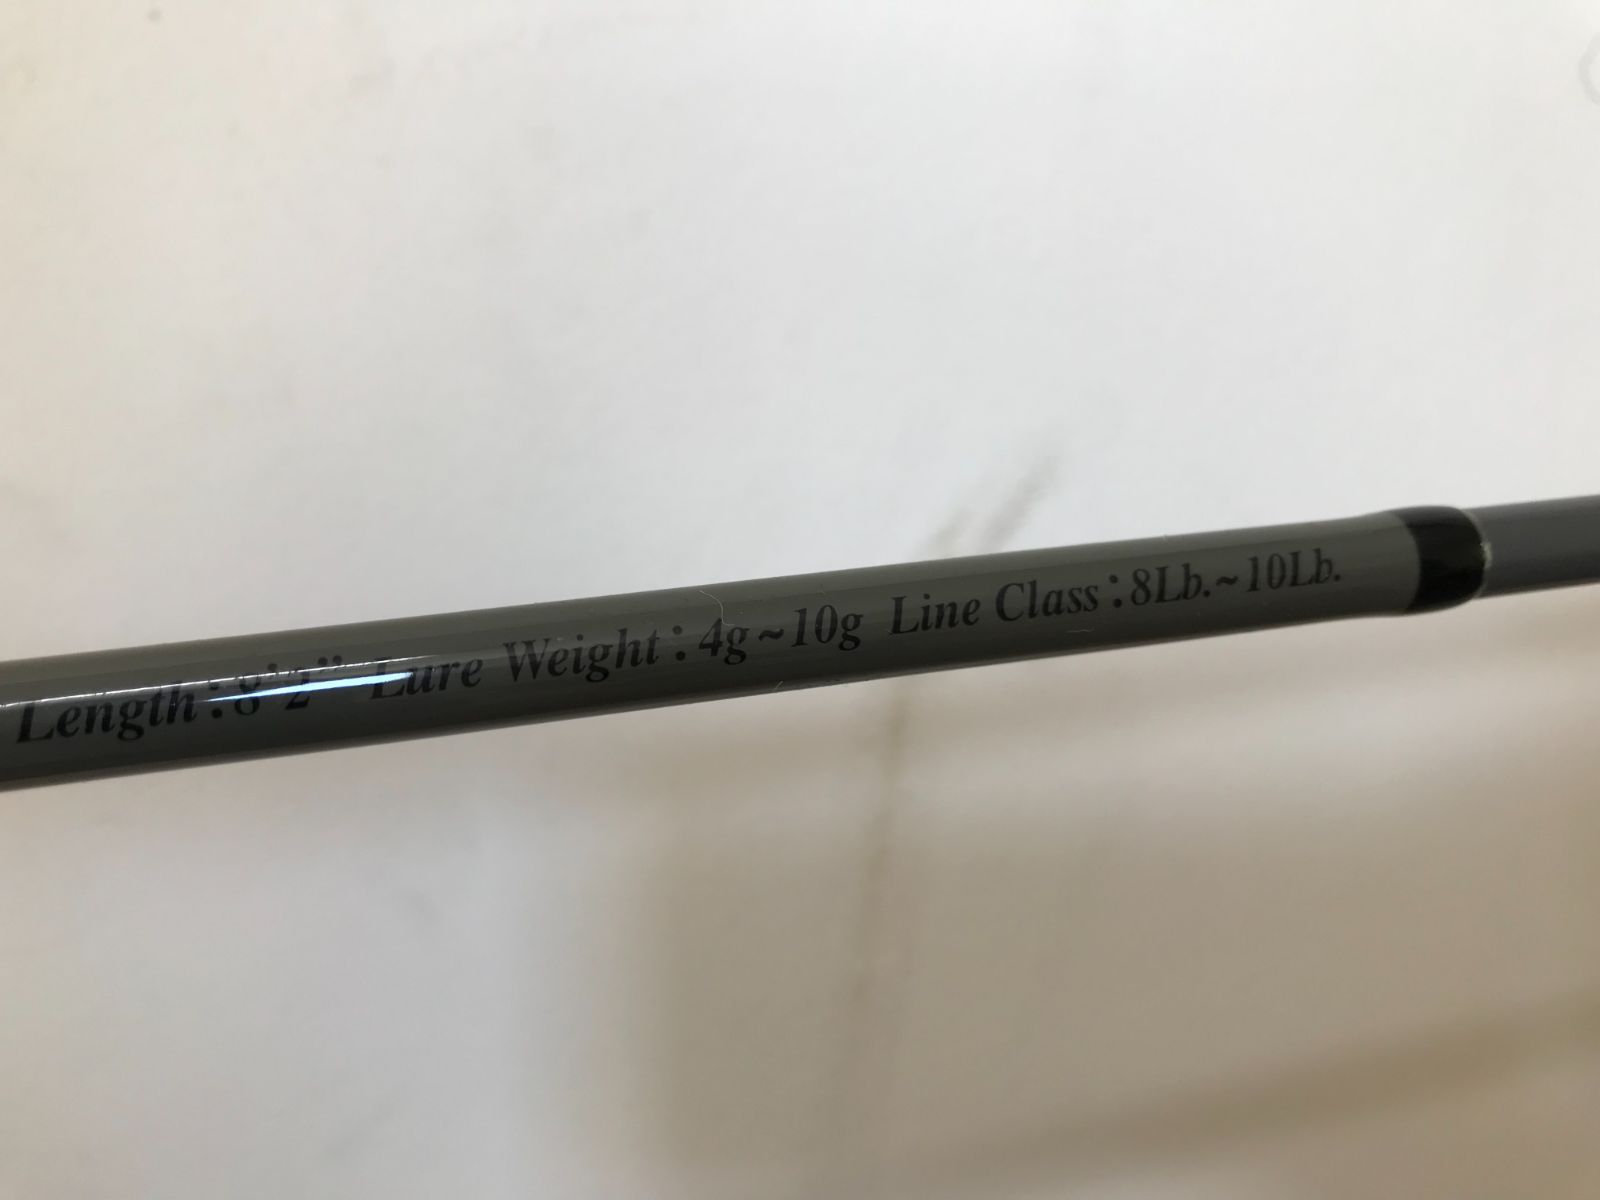 Length:8'2" Lure Weight:4g~10g Line Class:8Lb.~10Lb.